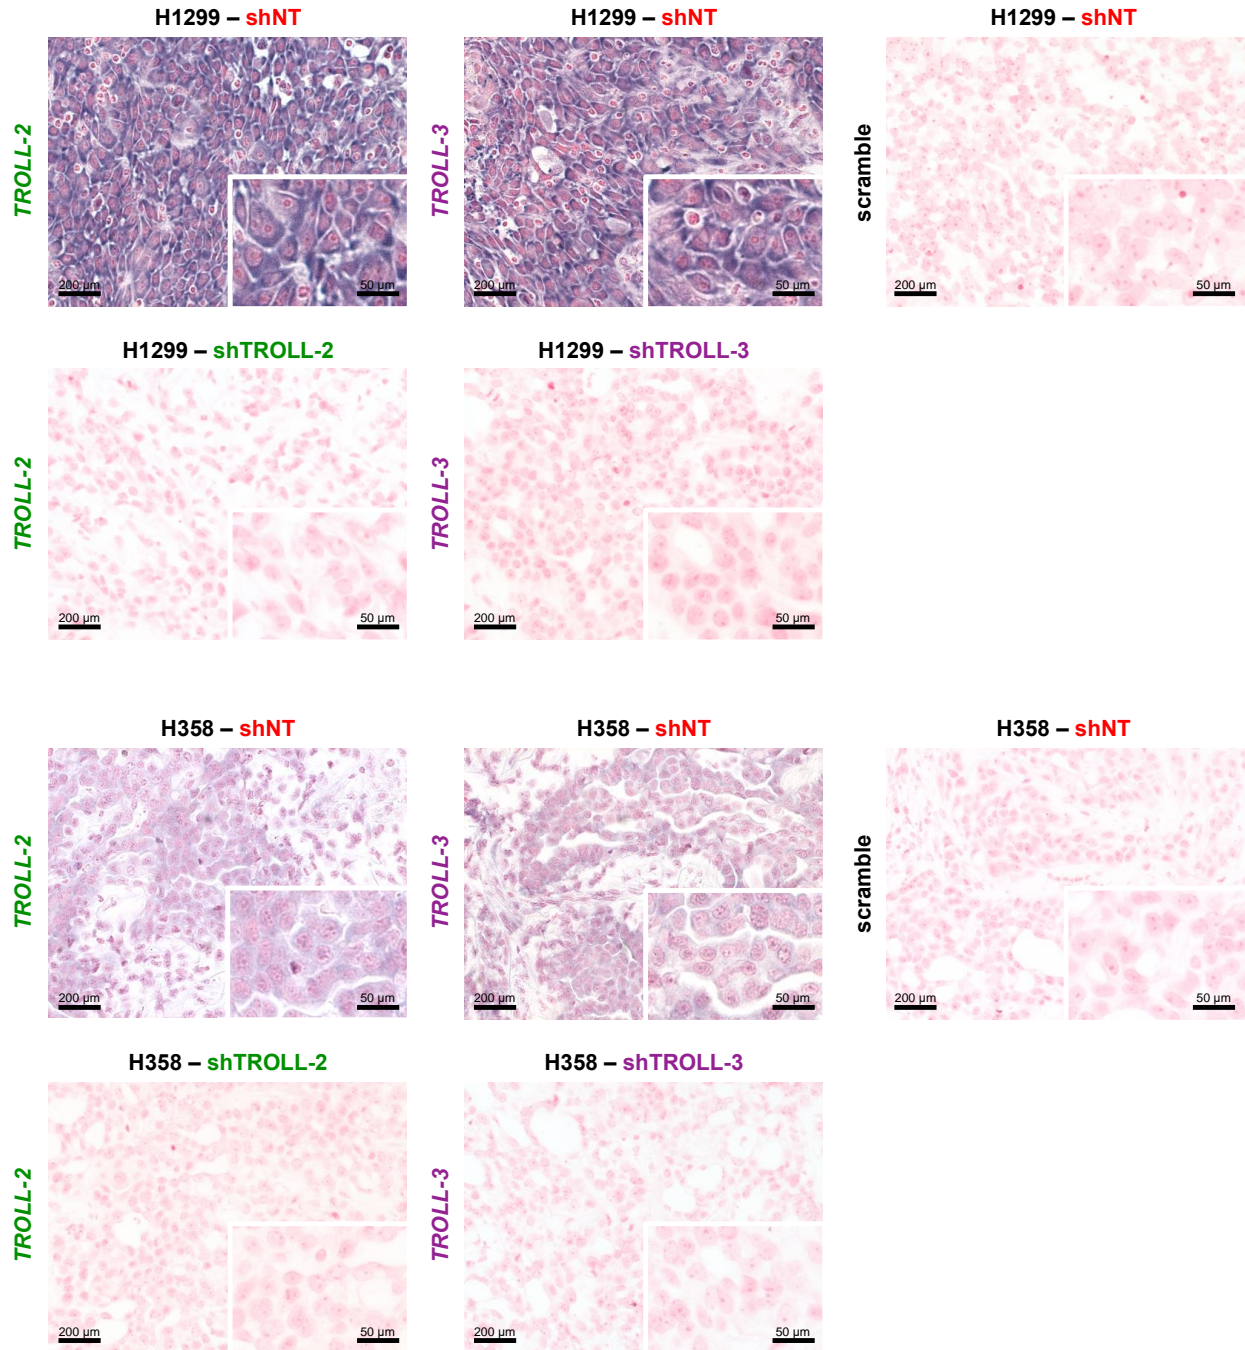 H1299 – shNT
H1299 – shNT
H1299 – shNT
TROLL-2
200 µm
50 µm
TROLL-3
200 µm
50 µm
scramble
200 µm
50 µm
H1299 – shTROLL-2
H1299 – shTROLL-3
TROLL-2
200 µm
50 µm
TROLL-3
200 µm
50 µm
H358 – shNT
H358 – shNT
H358 – shNT
TROLL-2
200 µm
50 µm
TROLL-3
200 µm
50 µm
scramble
200 µm
50 µm
H358 – shTROLL-2
H358 – shTROLL-3
TROLL-2
200 µm
50 µm
TROLL-3
200 µm
50 µm